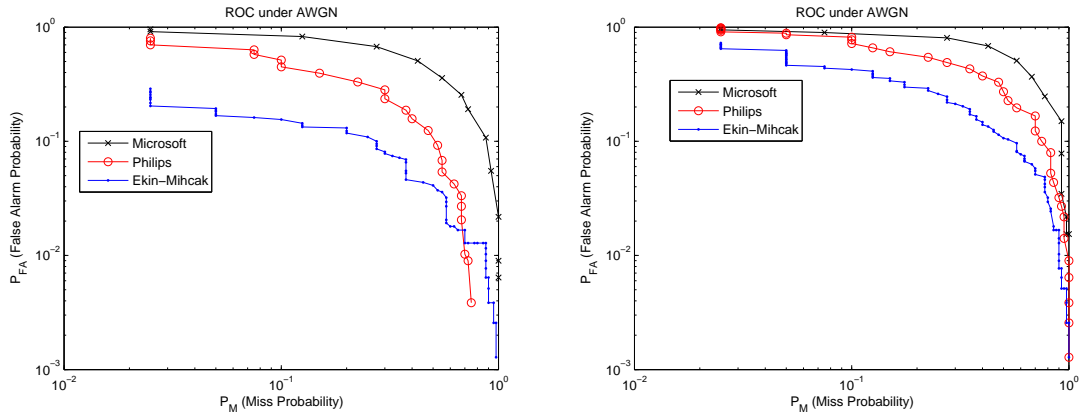 ROC under AWGN
10^0
10^-1
10^-2
10^-3
P_FA (False Alarm Probability)
Microsoft
Philips
Ekin-Mihcak
10^-2
10^-1
10^0
P_M (Miss Probability)
ROC under AWGN
10^0
10^-1
10^-2
10^-3
P_FA (False Alarm Probability)
Microsoft
Philips
Ekin-Mihcak
10^-2
10^-1
10^0
P_M (Miss Probability)